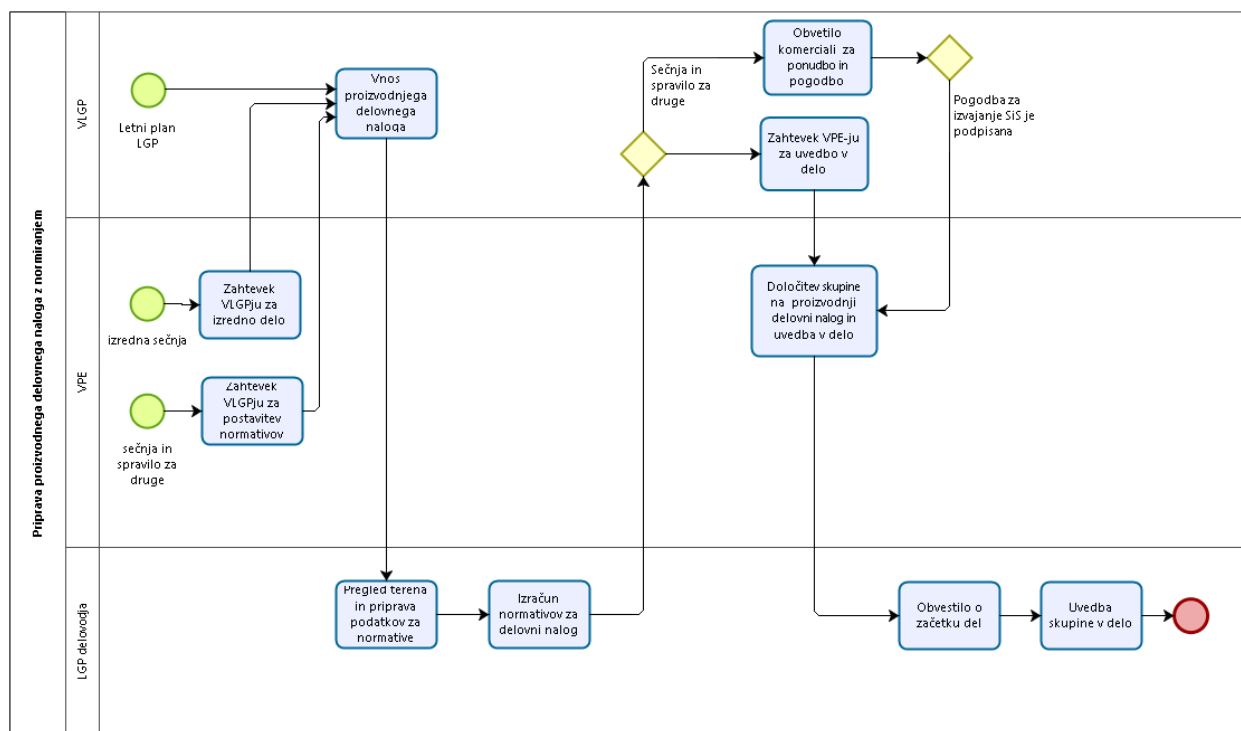 Priprava proizvodnega delovnega naloga z normiranjem
VLGP
Letni plan
LGP
Vnos
proizvodnjega
delovnega
naloga
Sečnja in
spravilo za
druge
Obvetilo
komerciali za
ponudbo in
pogodbo
Pogodba za
izvajanje SiS je
podpisana
Zahtevek VPE-ju
za uvedbo v
delo
VPE
izredna sečnja
Zahtevek
VLGPju za
izredno delo
sečnja in
spravilo za
druge
Zahtevek
VLGPju za
postavitev
normativov
Določitev skupine
na proizvodnji
delovni nalog in
uvedba v delo
LGP delovodja
Pregled terena
in priprava
podatkov za
normative
Izračun
normativov za
delovni nalog
Obvestilo o
začetku del
Uvedba
skupine v delo